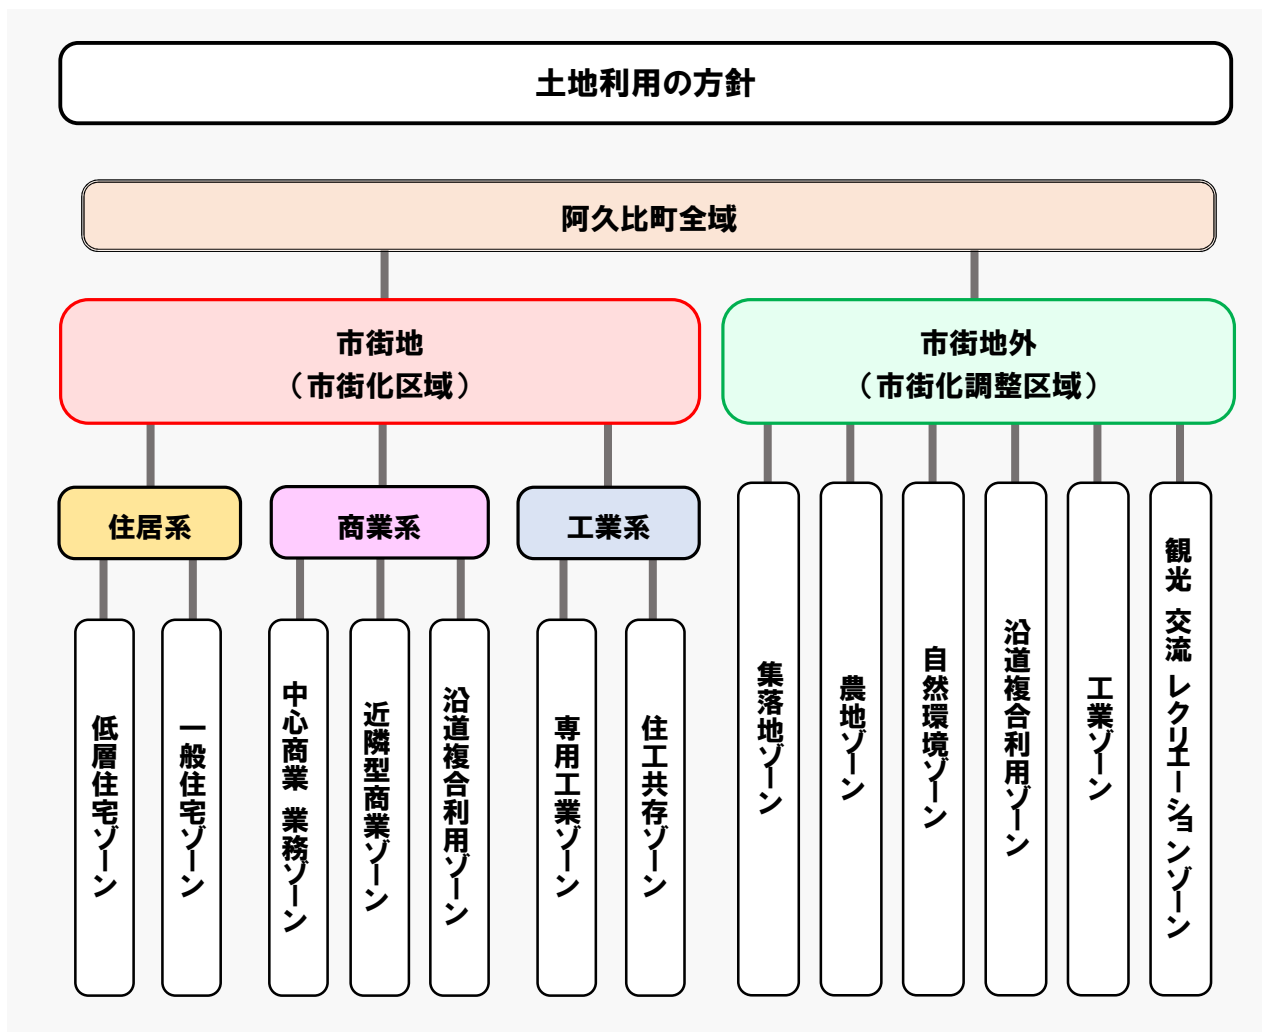 土地利用の方針
阿久比町全域
市街地
（市街化区域）
市街地外
（市街化調整区域）
住居系
商業系
工業系
低層住宅ゾーン
一般住宅ゾーン
中心商業 業務ゾーン
近隣型商業ゾーン
沿道複合利用ゾーン
専用工業ゾーン
住工共存ゾーン
集落地ゾーン
農地ゾーン
自然環境ゾーン
沿道複合利用ゾーン
工業ゾーン
観光 交流 レクリエーションゾーン